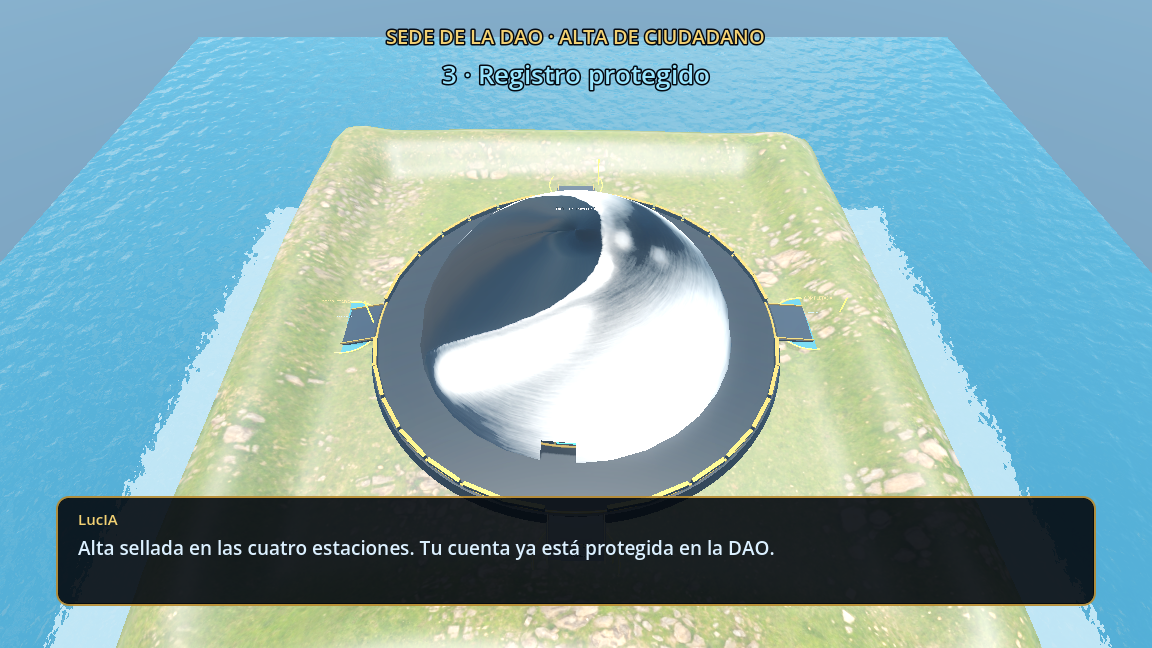 SEDE DE LA DAO · ALTA DE CIUDADANO
3 · Registro protegido
LucIA
Alta sellada en las cuatro estaciones. Tu cuenta ya está protegida en la DAO.